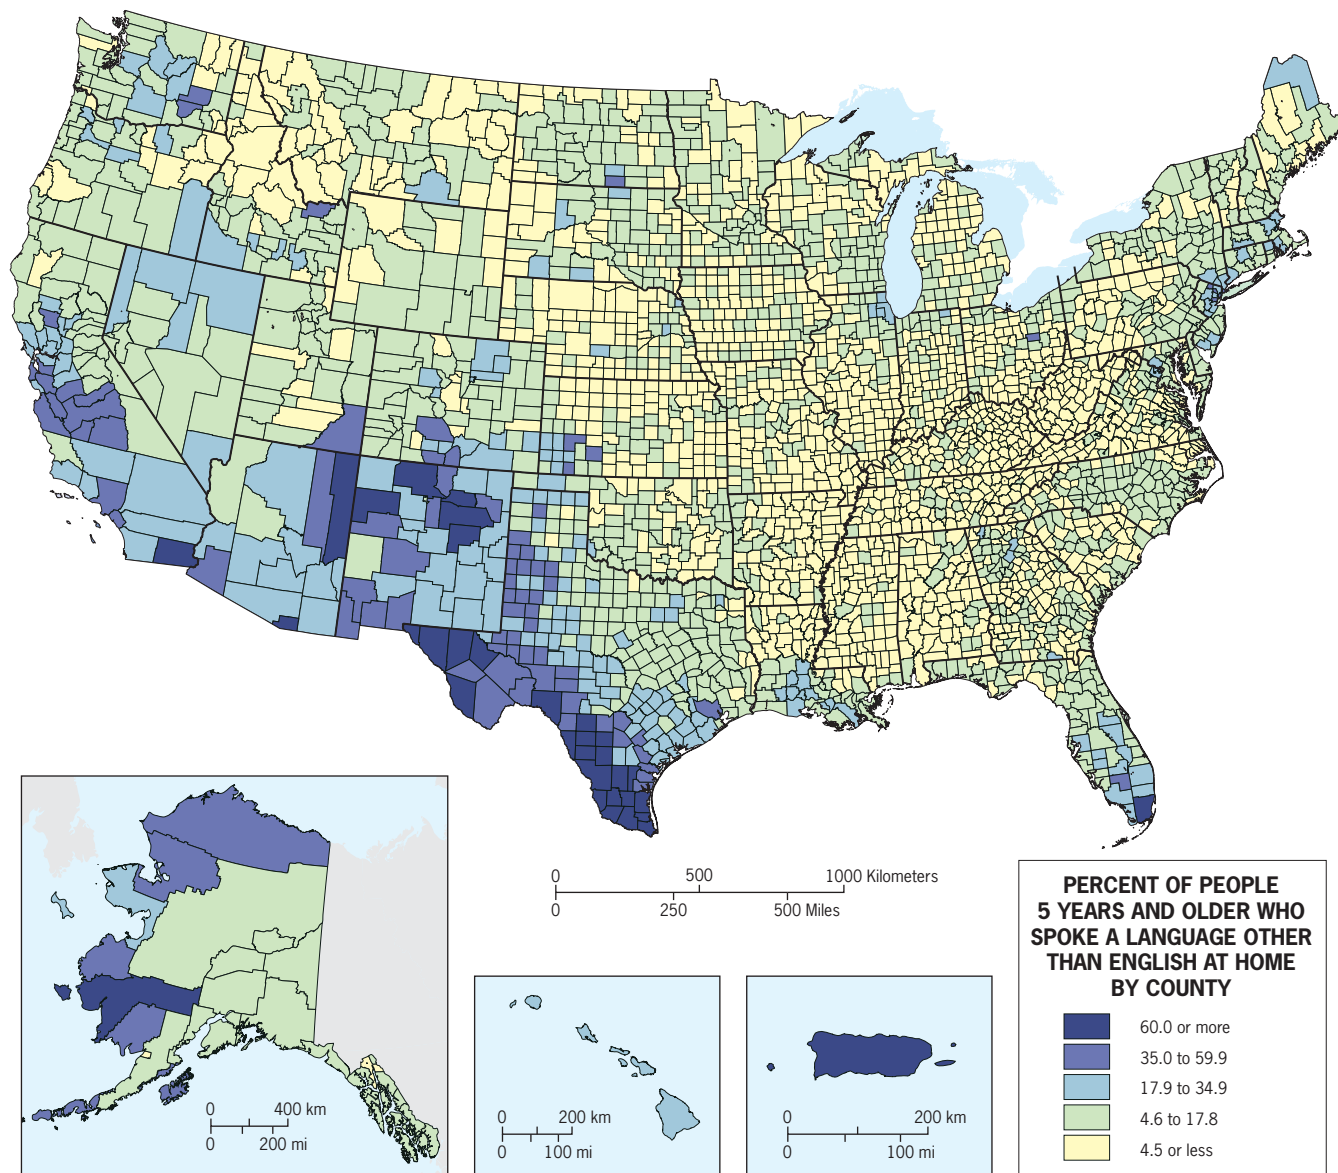 0 500 1000 Kilometers
0 250 500 Miles
PERCENT OF PEOPLE
5 YEARS AND OLDER WHO
SPOKE A LANGUAGE OTHER
THAN ENGLISH AT HOME
BY COUNTY
60.0 or more
35.0 to 59.9
17.9 to 34.9
4.6 to 17.8
4.5 or less
0 400 km
0 200 mi
0 200 km
0 100 mi
0 200 km
0 100 mi